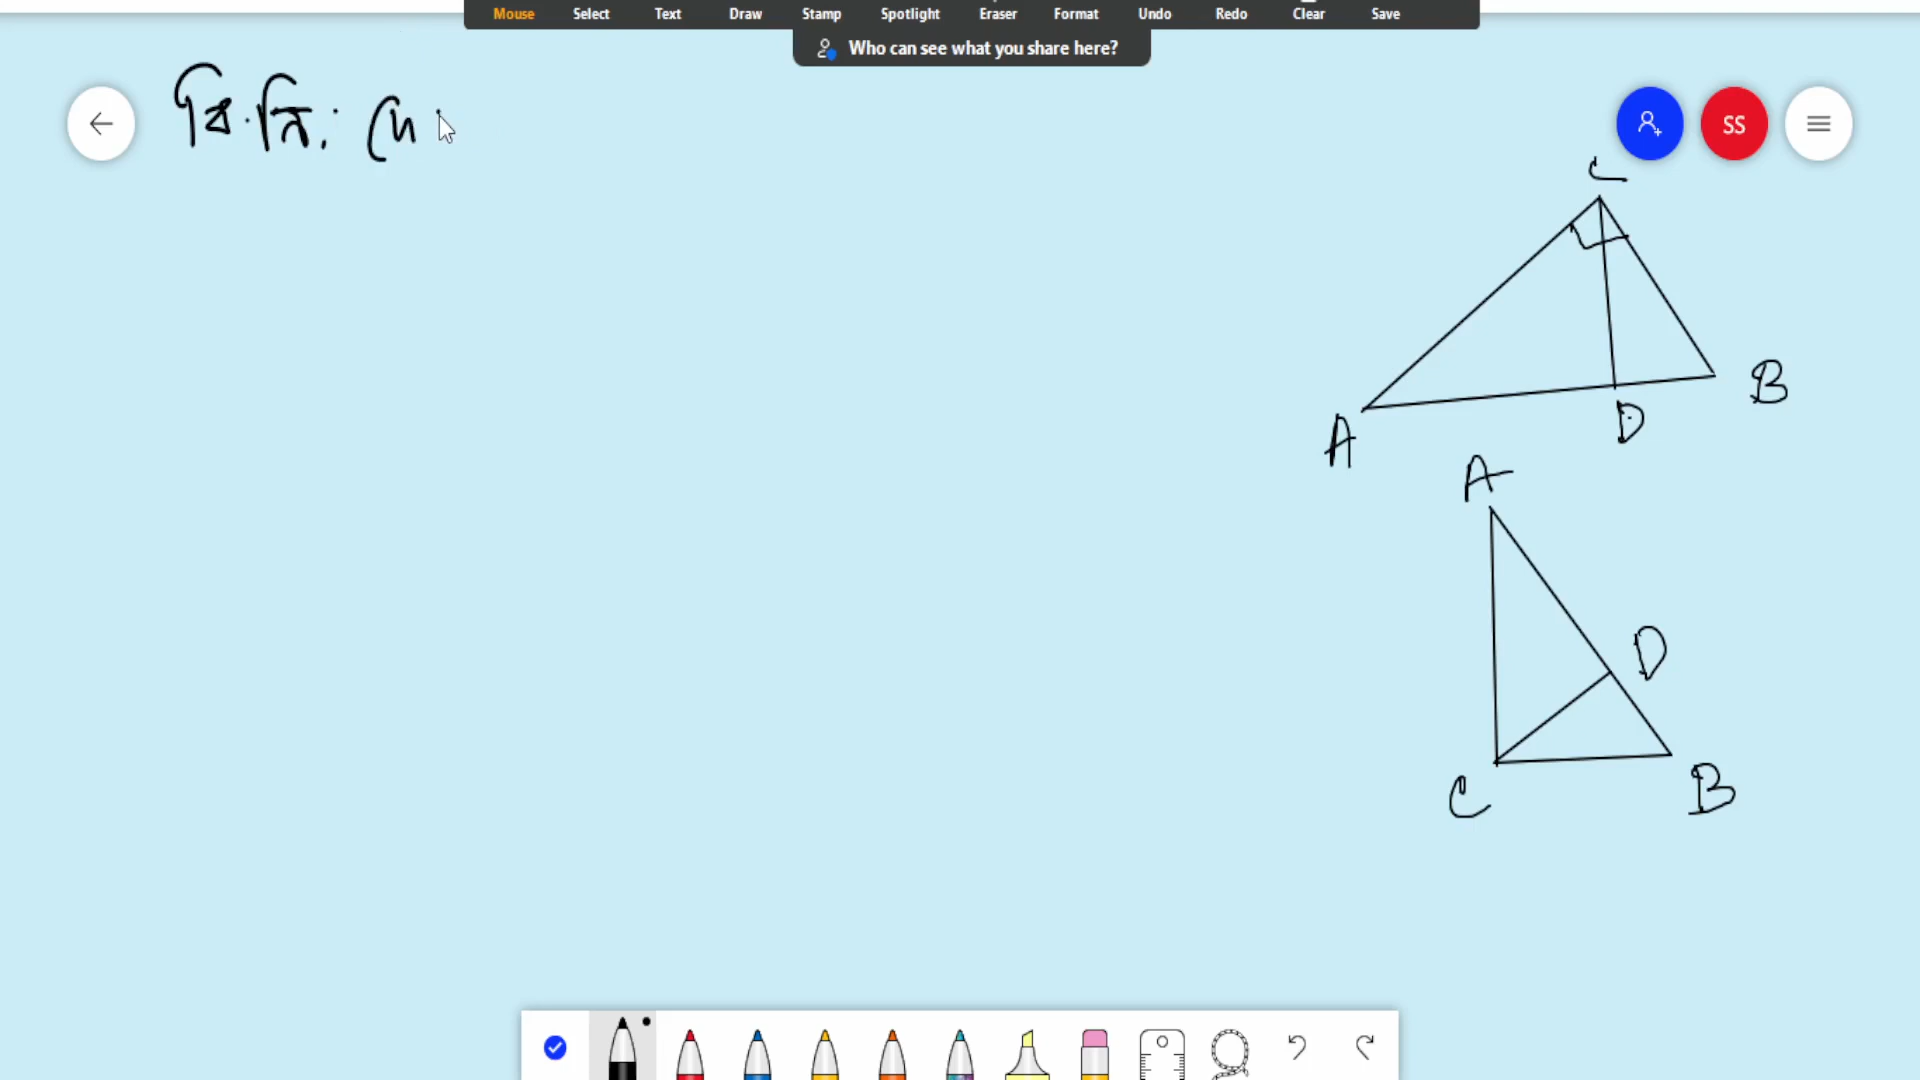 Mouse Select Text Draw Stamp Spotlight Eraser Format Undo Redo Clear Save
Who can see what you share here?
বি.নি.:
SS
C
A
D
B
A
D
C
B